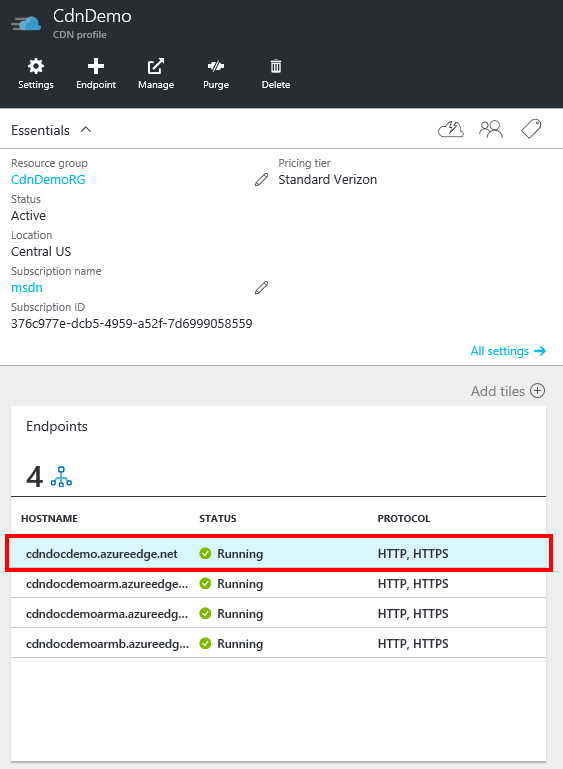 CdnDemo
CDN profile
Settings Endpoint Manage Purge Delete
Essentials
Resource group Pricing tier
CdnDemoRG Standard Verizon
Status
Active
Location
Central US
Subscription name
msdn
Subscription ID
376c977e-dcb5-4959-a52f-7d6999058559
All settings
Add tiles
Endpoints
4
HOSTNAME STATUS PROTOCOL
cdndocdemo.azureedge.net Running HTTP, HTTPS
cdndocdemoarm.azureedge... Running HTTP, HTTPS
cdndocdemoarma.azureedg... Running HTTP, HTTPS
cdndocdemoarmb.azureedg... Running HTTP, HTTPS